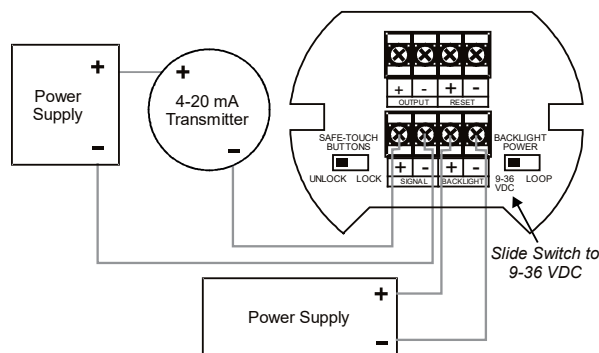 +
-
Power
Supply
+
4-20 mA
Transmitter
-
+ - + -
OUTPUT RESET
SAFE-TOUCH
BUTTONS
BACKLIGHT
POWER
UNLOCK LOCK
+ - + -
SIGNAL BACKLIGHT
9-36
VDC
LOOP
Slide Switch to
9-36 VDC
+
Power Supply
-